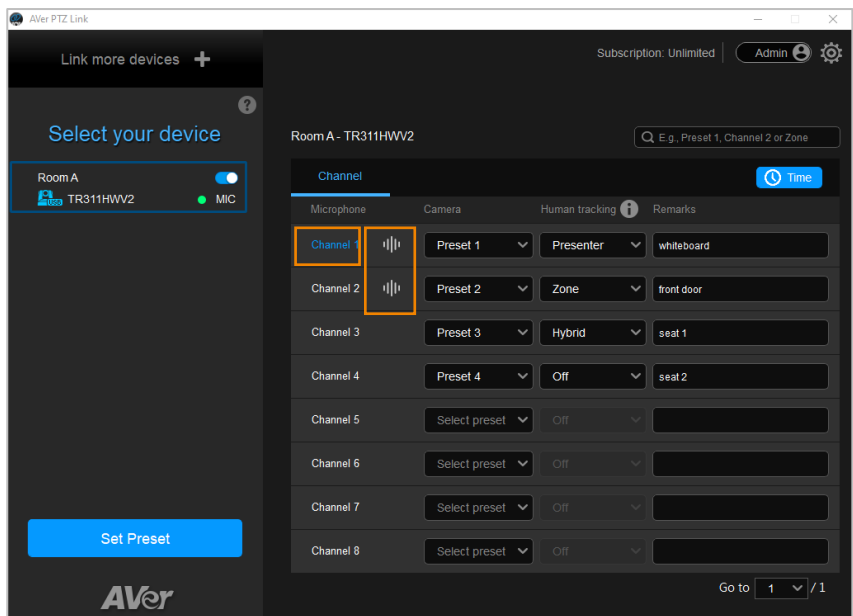 AVer PTZ Link
Link more devices +
Subscription: Unlimited
Admin
?
Select your device
Room A
TR311HWV2
MIC
USB
Set Preset
AVer
Room A - TR311HWV2
E.g., Preset 1, Channel 2 or Zone
Channel
Time
Microphone Camera Human tracking i Remarks
Channel 1 Preset 1 Presenter whiteboard
Channel 2 Preset 2 Zone front door
Channel 3 Preset 3 Hybrid seat 1
Channel 4 Preset 4 Off seat 2
Channel 5 Select preset Off
Channel 6 Select preset Off
Channel 7 Select preset Off
Channel 8 Select preset Off
Go to 1 / 1